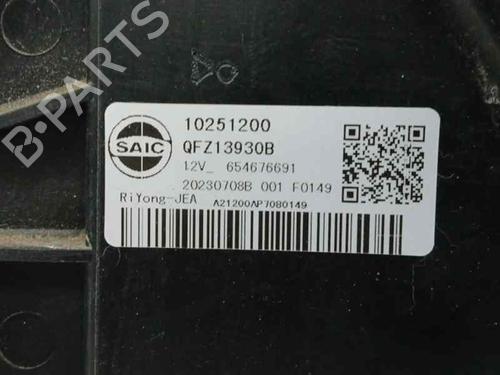 B-PARTS
SAIC
10251200
QFZ13930B
12V_ 654676691
20230708B 001 F0149
RiYong-JEA A21200AP7080149